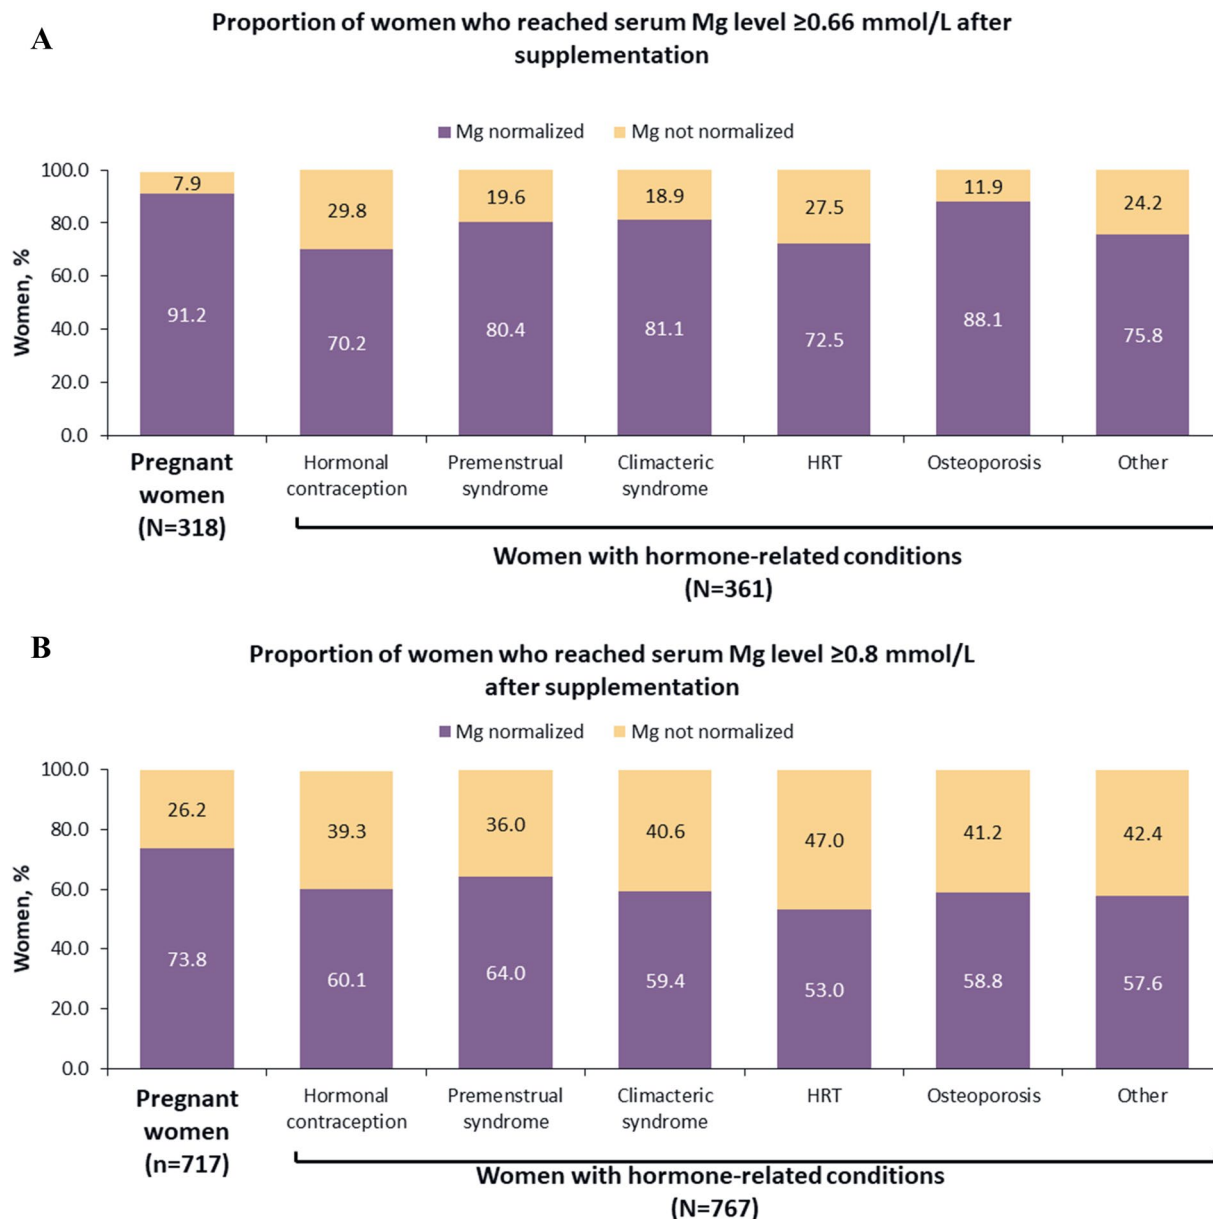 A
Proportion of women who reached serum Mg level ≥0.66 mmol/L after
supplementation
Mg normalized Mg not normalized
Women, %
100.0
80.0
60.0
40.0
20.0
0.0
7.9 29.8 19.6 18.9 27.5 11.9 24.2
91.2 70.2 80.4 81.1 72.5 88.1 75.8
Pregnant
women
(N=318)
Hormonal
contraception
Premenstrual
syndrome
Climacteric
syndrome
HRT
Osteoporosis
Other
Women with hormone-related conditions
(N=361)
B
Proportion of women who reached serum Mg level ≥0.8 mmol/L
after supplementation
Mg normalized Mg not normalized
Women, %
100.0
80.0
60.0
40.0
20.0
0.0
26.2 39.3 36.0 40.6 47.0 41.2 42.4
73.8 60.1 64.0 59.4 53.0 58.8 57.6
Pregnant
women
(n=717)
Hormonal
contraception
Premenstrual
syndrome
Climacteric
syndrome
HRT
Osteoporosis
Other
Women with hormone-related conditions
(N=767)